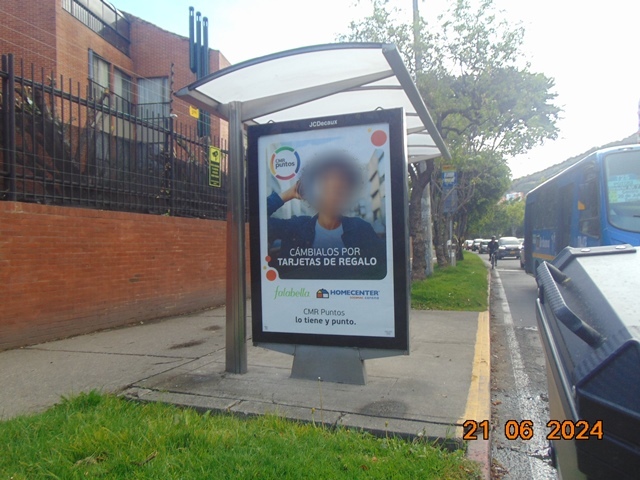 JCDecaux
CMR
puntos
CÁMBIALOS POR
TARJETAS DE REGALO
falabella
HOMECENTER
CMR Puntos
lo tiene y punto.
21 06 2024